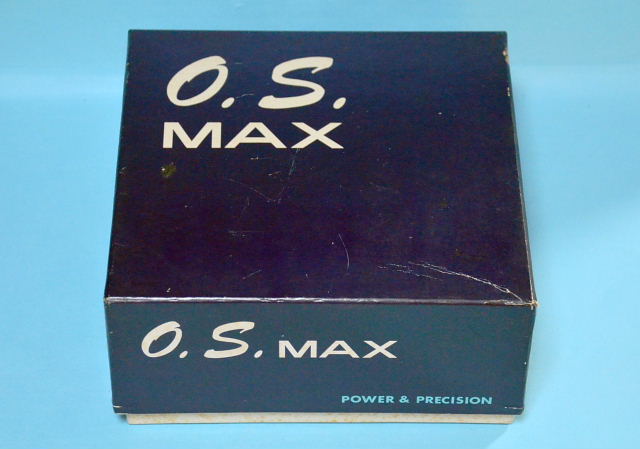 O. S.
MAX
O. S. MAX
POWER & PRECISION